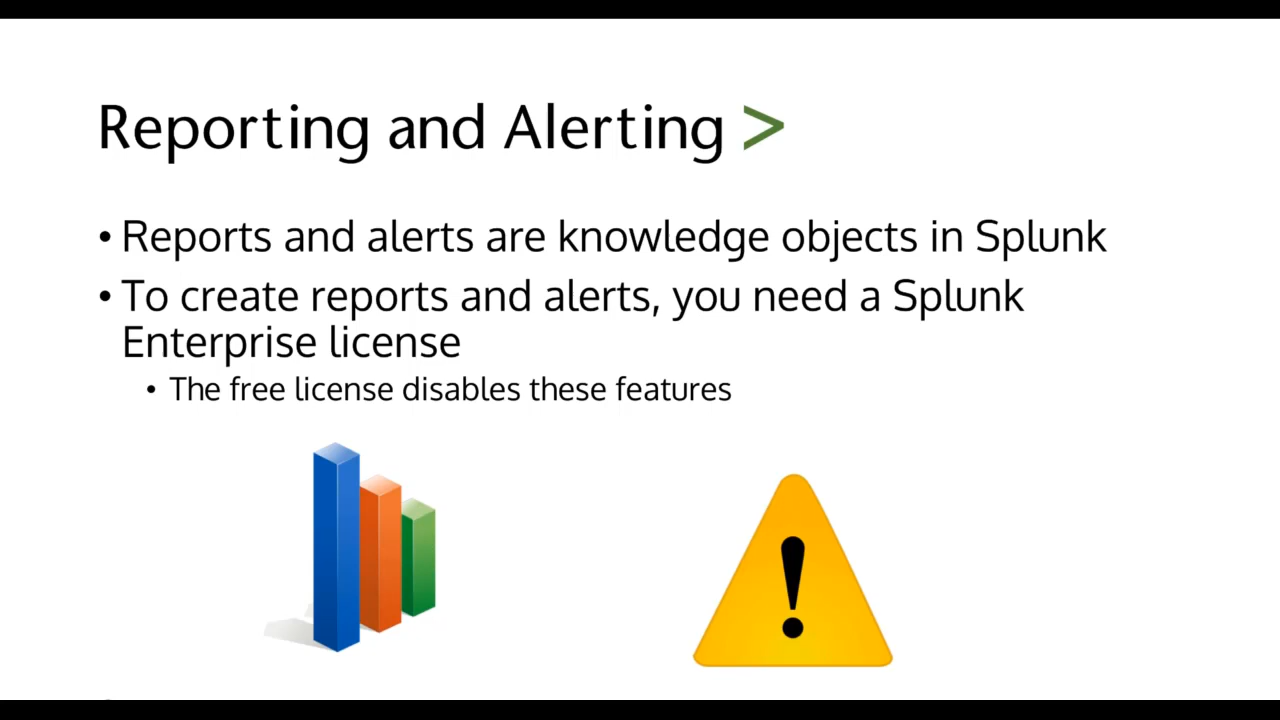 Reporting and Alerting >
• Reports and alerts are knowledge objects in Splunk
• To create reports and alerts, you need a Splunk
Enterprise license
• The free license disables these features
!